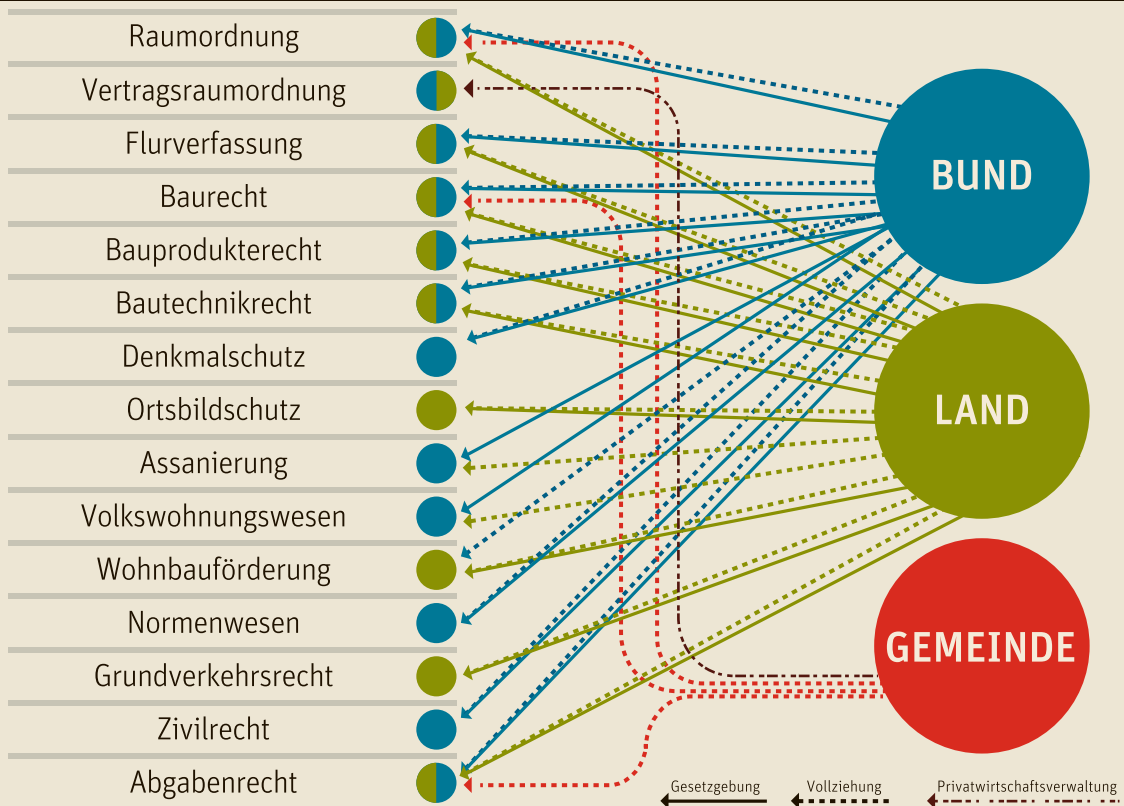 Raumordnung
Vertragsraumordnung
Flurverfassung
Baurecht
Bauprodukterecht
Bautechnikrecht
Denkmalschutz
Ortsbildschutz
Assanierung
Volkswohnungswesen
Wohnbauförderung
Normenwesen
Grundverkehrsrecht
Zivilrecht
Abgabenrecht
BUND
LAND
GEMEINDE
Gesetzgebung
Vollziehung
Privatwirtschaftsverwaltung